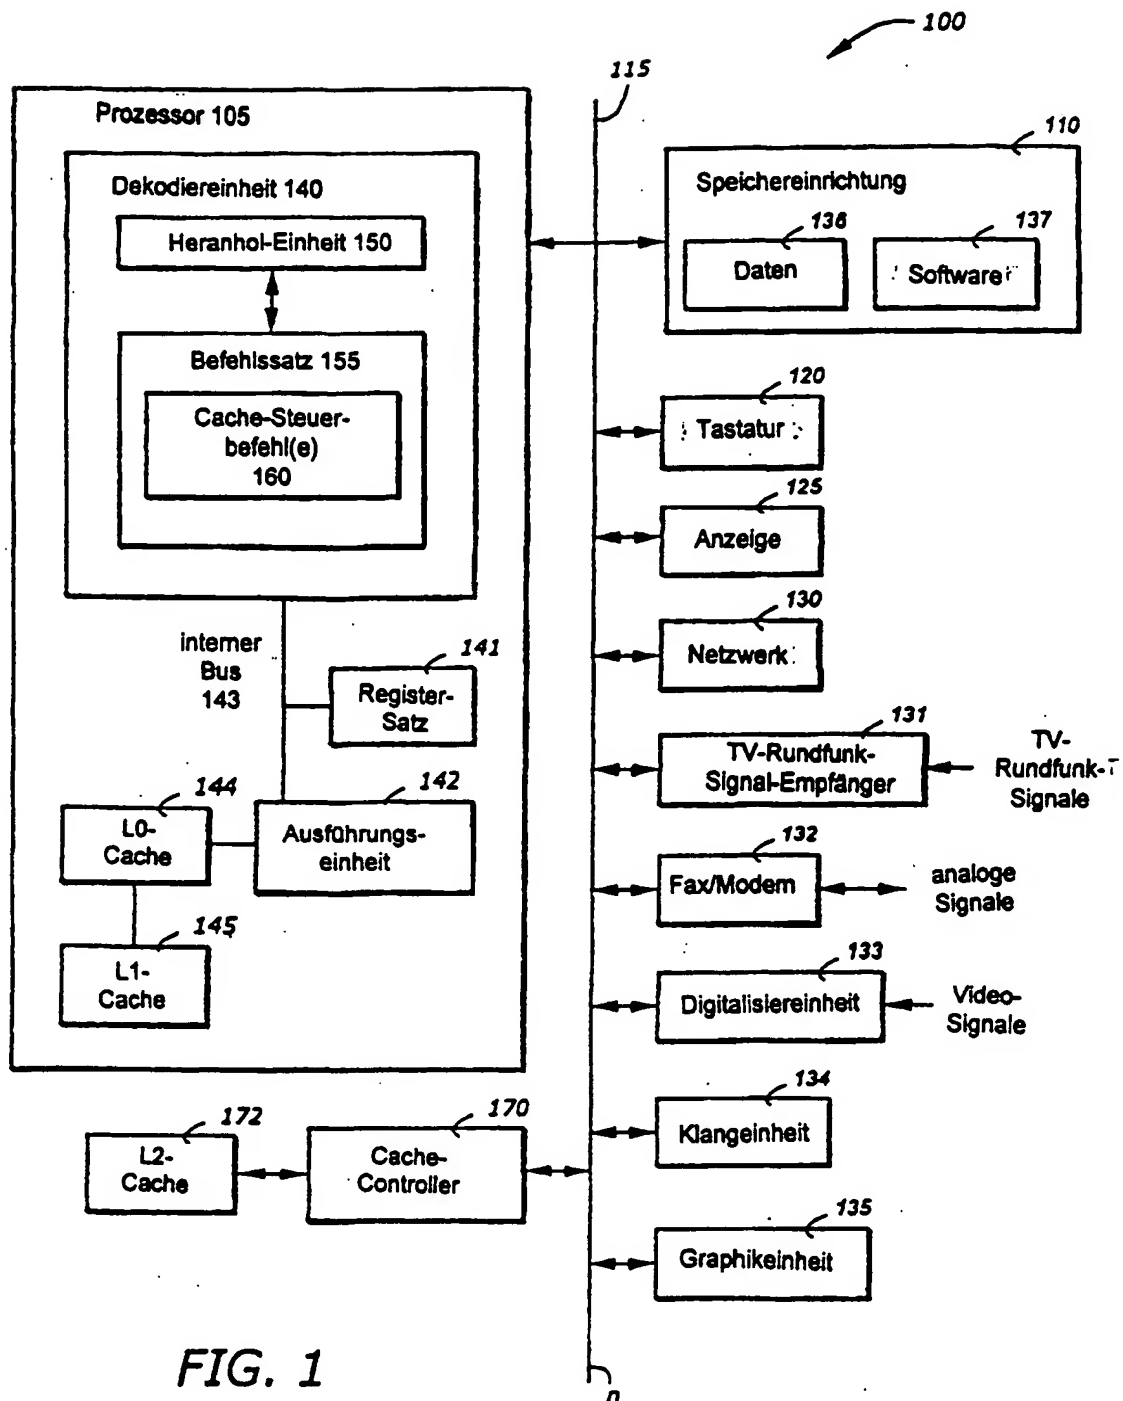 100
115
Prozessor 105
110
Dekodiereinheit 140
Speichereinrichtung
Heranhol-Einheit 150
136
137
Daten
Software
Befehlssatz 155
Cache-Steuer-
befehl(e)
160
120
Tastatur
125
Anzeige
130
Netzwerk
interner
Bus
143
141
Register-
Satz
131
TV-Rundfunk-
Signal-Empfänger
TV-
Rundfunk-
Signale
144
L0-
Cache
142
Ausführungs-
einheit
132
Fax/Modem
analoge
Signale
145
L1-
Cache
133
Digitalisiereinheit
Video-
Signale
134
Klangeinheit
172
L2-
Cache
170
Cache-
Controller
135
Graphikeinheit
FIG. 1